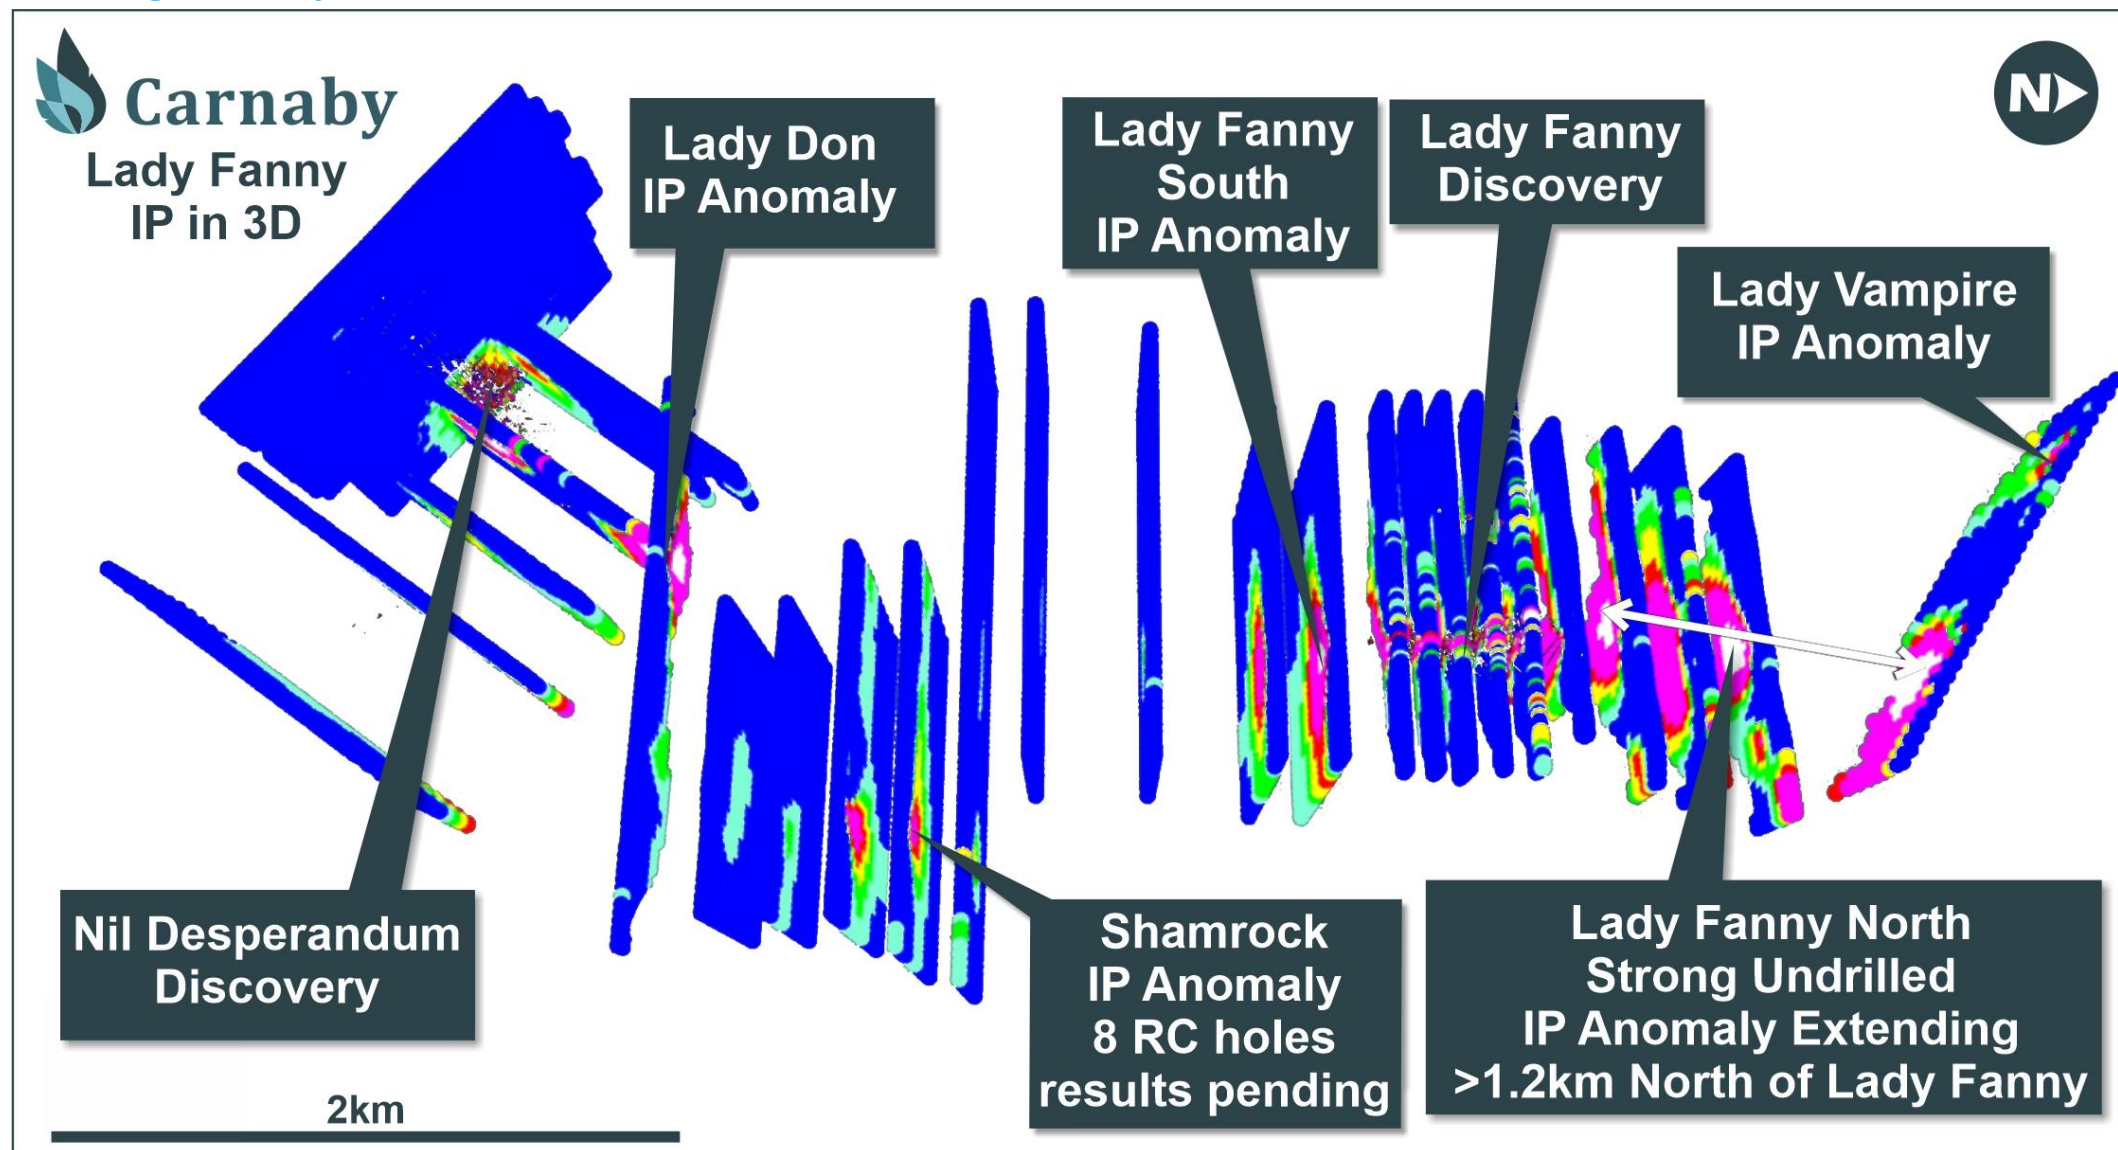 Carnaby
Lady Fanny
IP in 3D
N
Lady Don
IP Anomaly
Lady Fanny
South
IP Anomaly
Lady Fanny
Discovery
Lady Vampire
IP Anomaly
Nil Desperandum
Discovery
Shamrock
IP Anomaly
8 RC holes
results pending
Lady Fanny North
Strong Undrilled
IP Anomaly Extending
>1.2km North of Lady Fanny
2km